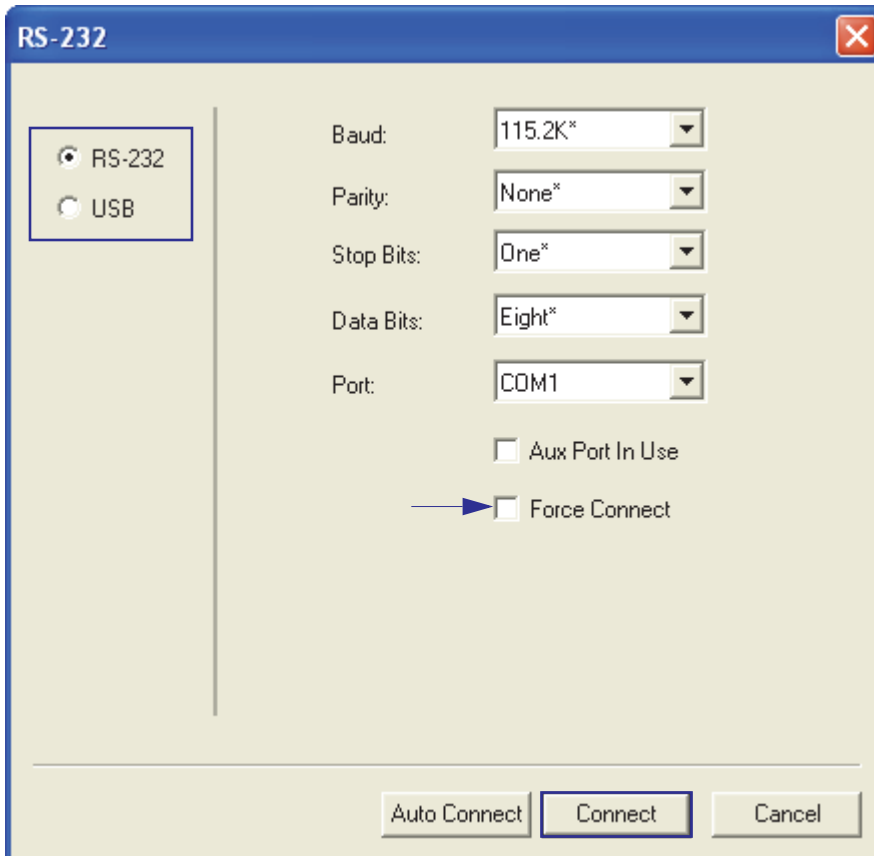 RS-232
RS-232
USB
Baud: 115.2K*
Parity: None*
Stop Bits: One*
Data Bits: Eight*
Port: COM1
Aux Port In Use
Force Connect
Auto Connect Connect Cancel